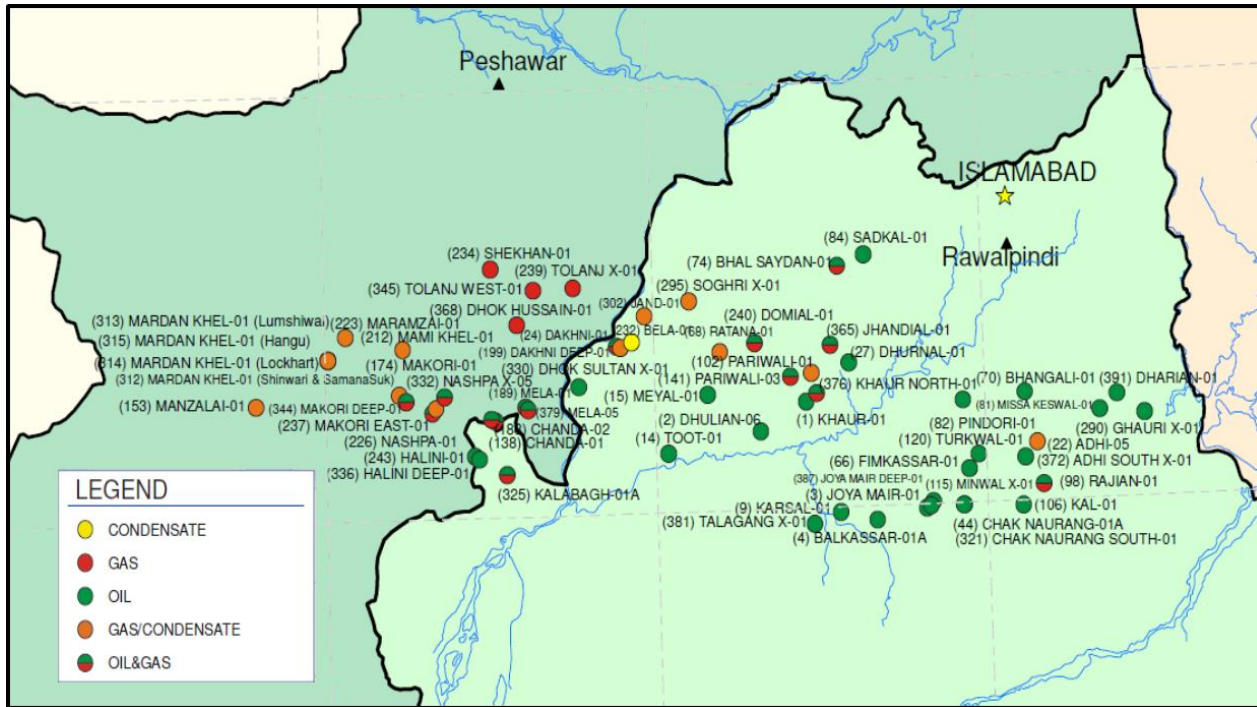 Peshawar
ISLAMABAD
Rawalpindi
(84) SADKAL-01
(74) BHAL SAYDAN-01
(234) SHEKHAN-01
(239) TOLANJ X-01
(345) TOLANJ WEST-01
(295) SOGHRI X-01
(302) JAND-01
(368) DHOK HUSSAIN-01
(240) DOMIAL-01
(313) MARDAN KHEL-01 (Lumshiwal
(223) MARAMZAI-01
(24) DAKHNI-01
(232) BELA-0
(68) RATANA-01
(365) JHANDIAL-01
(315) MARDAN KHEL-01 (Hangu)
(212) MAMI KHEL-01
(199) DAKHNI DEEP-01
(314) MARDAN KHEL-01 (Lockhart)
(174) MAKORI-01
(330) DHOK SULTAN X-01
(102) PARIWALI-01
(27) DHURNAL-01
(312) MARDAN KHEL-01 (Shinwari & SamanaSuk)
(332) NASHPA X-05
(141) PARIWALI-03
(376) KHAUR NORTH-01
(70) BHANGALI-01
(391) DHARIAN-01
(189) MELA-01
(15) MEYAL-01
(81) MISSA KESWAL-01
(153) MANZALAI-01
(344) MAKORI DEEP-01
(379) MELA-05
(2) DHULIAN-06
(1) KHAUR-01
(82) PINDORI-01
(290) GHAURI X-01
(237) MAKORI EAST-01
CHANDA-02
(14) TOOT-01
(120) TURKWAL-01
(22) ADHI-05
(226) NASHPA-01
(138) CHANDA-01
(66) FIMKASSAR-01
(372) ADHI SOUTH X-01
(243) HALINI-01
(336) HALINI DEEP-01
(387) JOYA MAIR DEEP-01
(115) MINWAL X-01
(98) RAJIAN-01
(325) KALABAGH-01A
(3) JOYA MAIR-01
(9) KARSAL-01
(106) KAL-01
(381) TALAGANG X-01
(44) CHAK NAURANG-01A
(4) BALKASSAR-01A
(321) CHAK NAURANG SOUTH-01
LEGEND
CONDENSATE
GAS
OIL
GAS/CONDENSATE
OIL&GAS